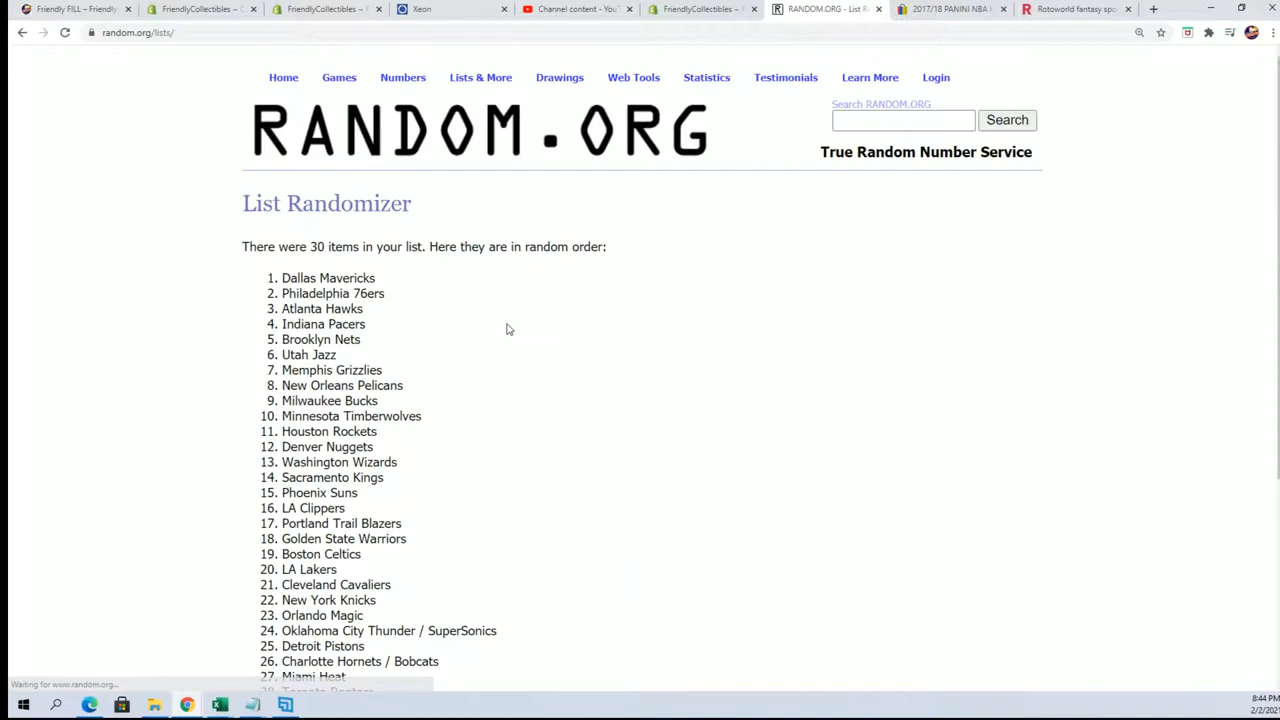 Friendly FILL – Friendly
FriendlyCollectibles –
FriendlyCollectibles –
Xeon
Channel content - YouT
FriendlyCollectibles –
RANDOM.ORG - List R
2017/18 PANINI NBA
Rotoworld fantasy spo
random.org/lists/
Home Games Numbers Lists & More Drawings Web Tools Statistics Testimonials Learn More Login
RANDOM.ORG
Search RANDOM.ORG
Search
True Random Number Service
List Randomizer
There were 30 items in your list. Here they are in random order:
1. Dallas Mavericks
2. Philadelphia 76ers
3. Atlanta Hawks
4. Indiana Pacers
5. Brooklyn Nets
6. Utah Jazz
7. Memphis Grizzlies
8. New Orleans Pelicans
9. Milwaukee Bucks
10. Minnesota Timberwolves
11. Houston Rockets
12. Denver Nuggets
13. Washington Wizards
14. Sacramento Kings
15. Phoenix Suns
16. LA Clippers
17. Portland Trail Blazers
18. Golden State Warriors
19. Boston Celtics
20. LA Lakers
21. Cleveland Cavaliers
22. New York Knicks
23. Orlando Magic
24. Oklahoma City Thunder / SuperSonics
25. Detroit Pistons
26. Charlotte Hornets / Bobcats
27. Miami Heat
28. Toronto Raptors
Waiting for www.random.org...
8:44 PM
2/2/2021